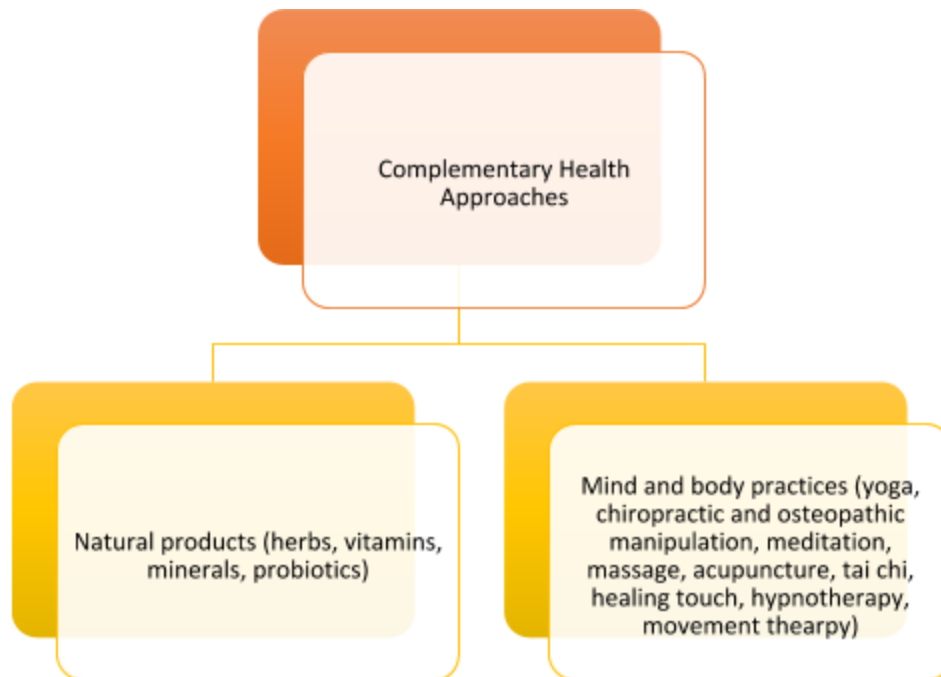 Complementary Health
Approaches
Natural products (herbs, vitamins,
minerals, probiotics)
Mind and body practices (yoga,
chiropractic and osteopathic
manipulation, meditation,
massage, acupuncture, tai chi,
healing touch, hypnotherapy,
movement thearpy)